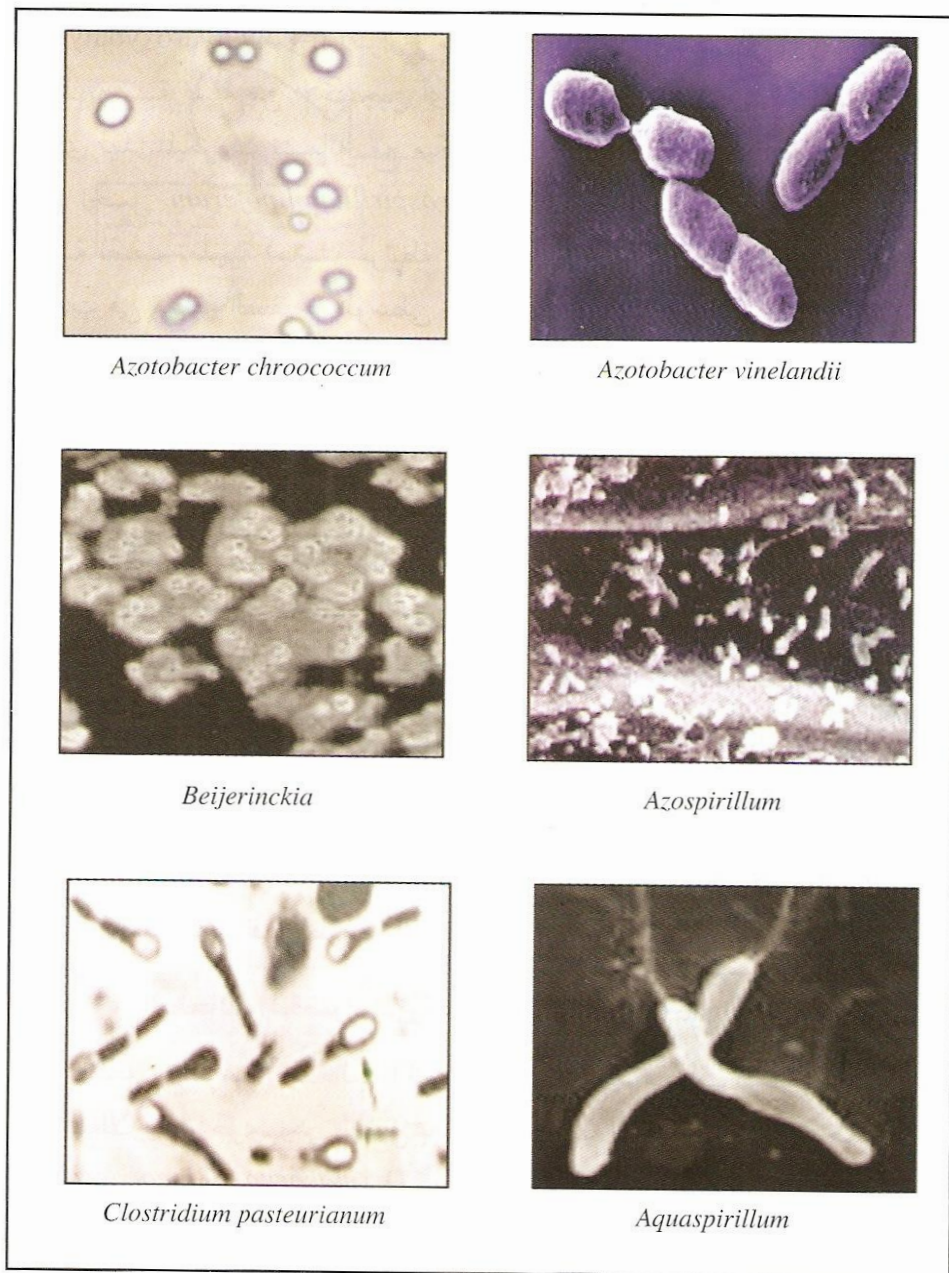 Azotobacter chroococcum
Azotobacter vinelandii
Beijerinckia
Azospirillum
Clostridium pasteurianum
Aquaspirillum